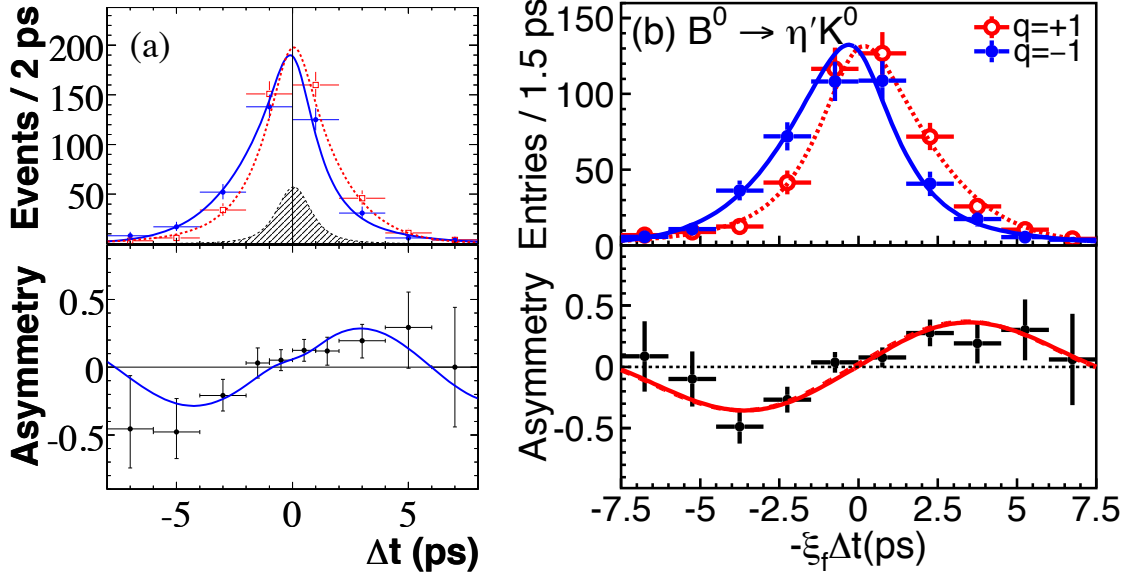 (a)
Events / 2 ps
200
150
100
50
Asymmetry
0.5
0
-0.5
-5
0
5
Δt (ps)
(b) B⁰ → η′K⁰
q=+1
q=−1
Entries / 1.5 ps
150
100
50
0
Asymmetry
0.5
0
-0.5
-7.5
-5
-2.5
0
2.5
5
7.5
-ξfΔt(ps)